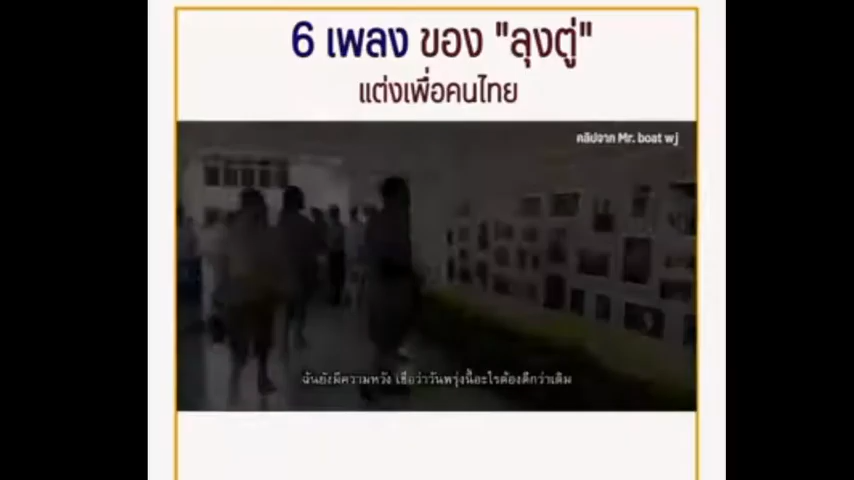 6 เพลง ของ "ลุงตู่"
แต่งเพื่อคนไทย
คลิปจาก Mr. boat wj
ฉันยังมีความหวัง เชื่อว่าวันพรุ่งนี้อะไรต้องดีกว่าเดิม